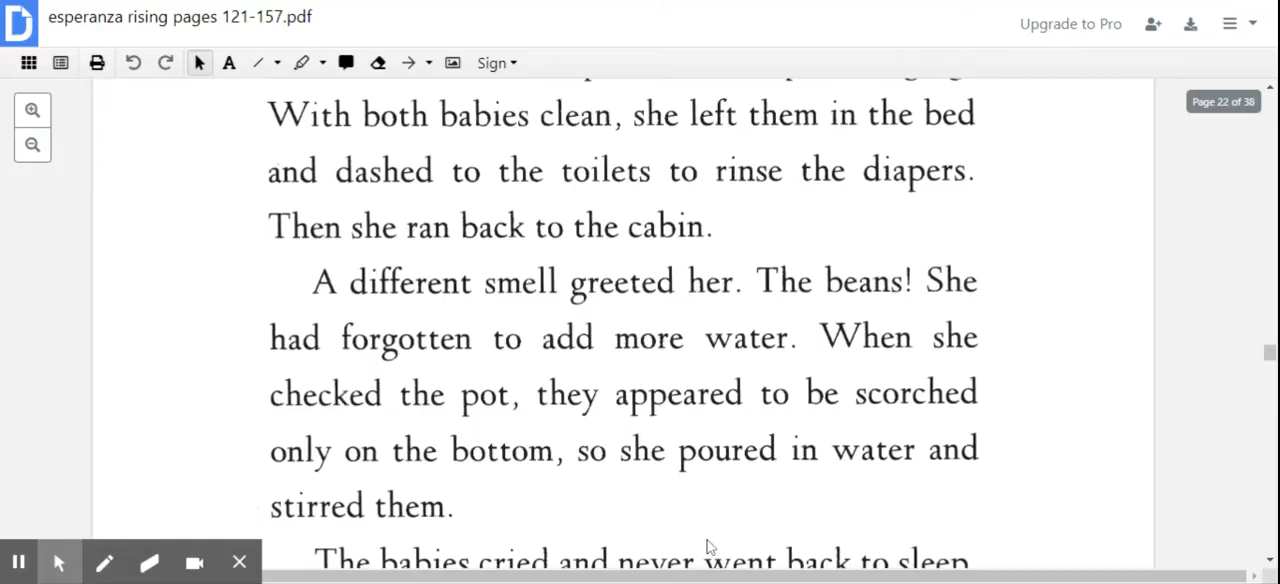 esperanza rising pages 121-157.pdf
Upgrade to Pro
A
Sign
Page 22 of 38
With both babies clean, she left them in the bed
and dashed to the toilets to rinse the diapers.
Then she ran back to the cabin.
A different smell greeted her. The beans! She
had forgotten to add more water. When she
checked the pot, they appeared to be scorched
only on the bottom, so she poured in water and
stirred them.
The babies cried and never went back to sleep.